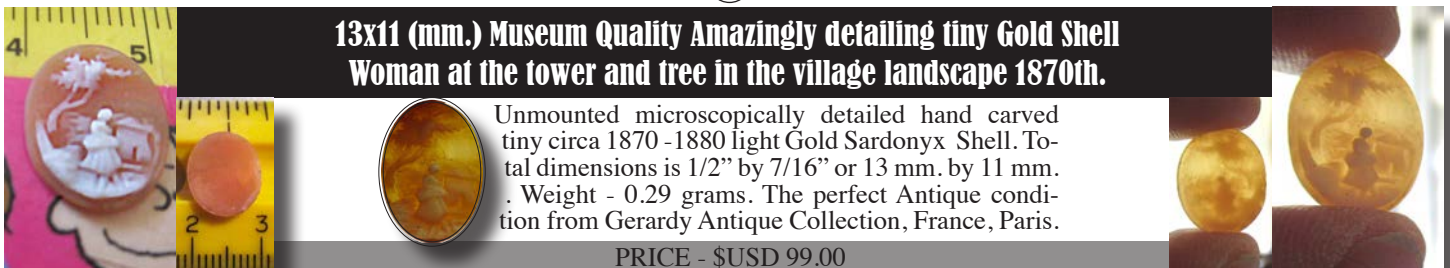 13x11 (mm.) Museum Quality Amazingly detailing tiny Gold Shell
Woman at the tower and tree in the village landscape 1870th.
Unmounted microscopically detailed hand carved
tiny circa 1870 -1880 light Gold Sardonyx Shell. To-
tal dimensions is 1/2” by 7/16” or 13 mm. by 11 mm.
. Weight - 0.29 grams. The perfect Antique condi-
tion from Gerardy Antique Collection, France, Paris.
PRICE - $USD 99.00
4 5
2 3